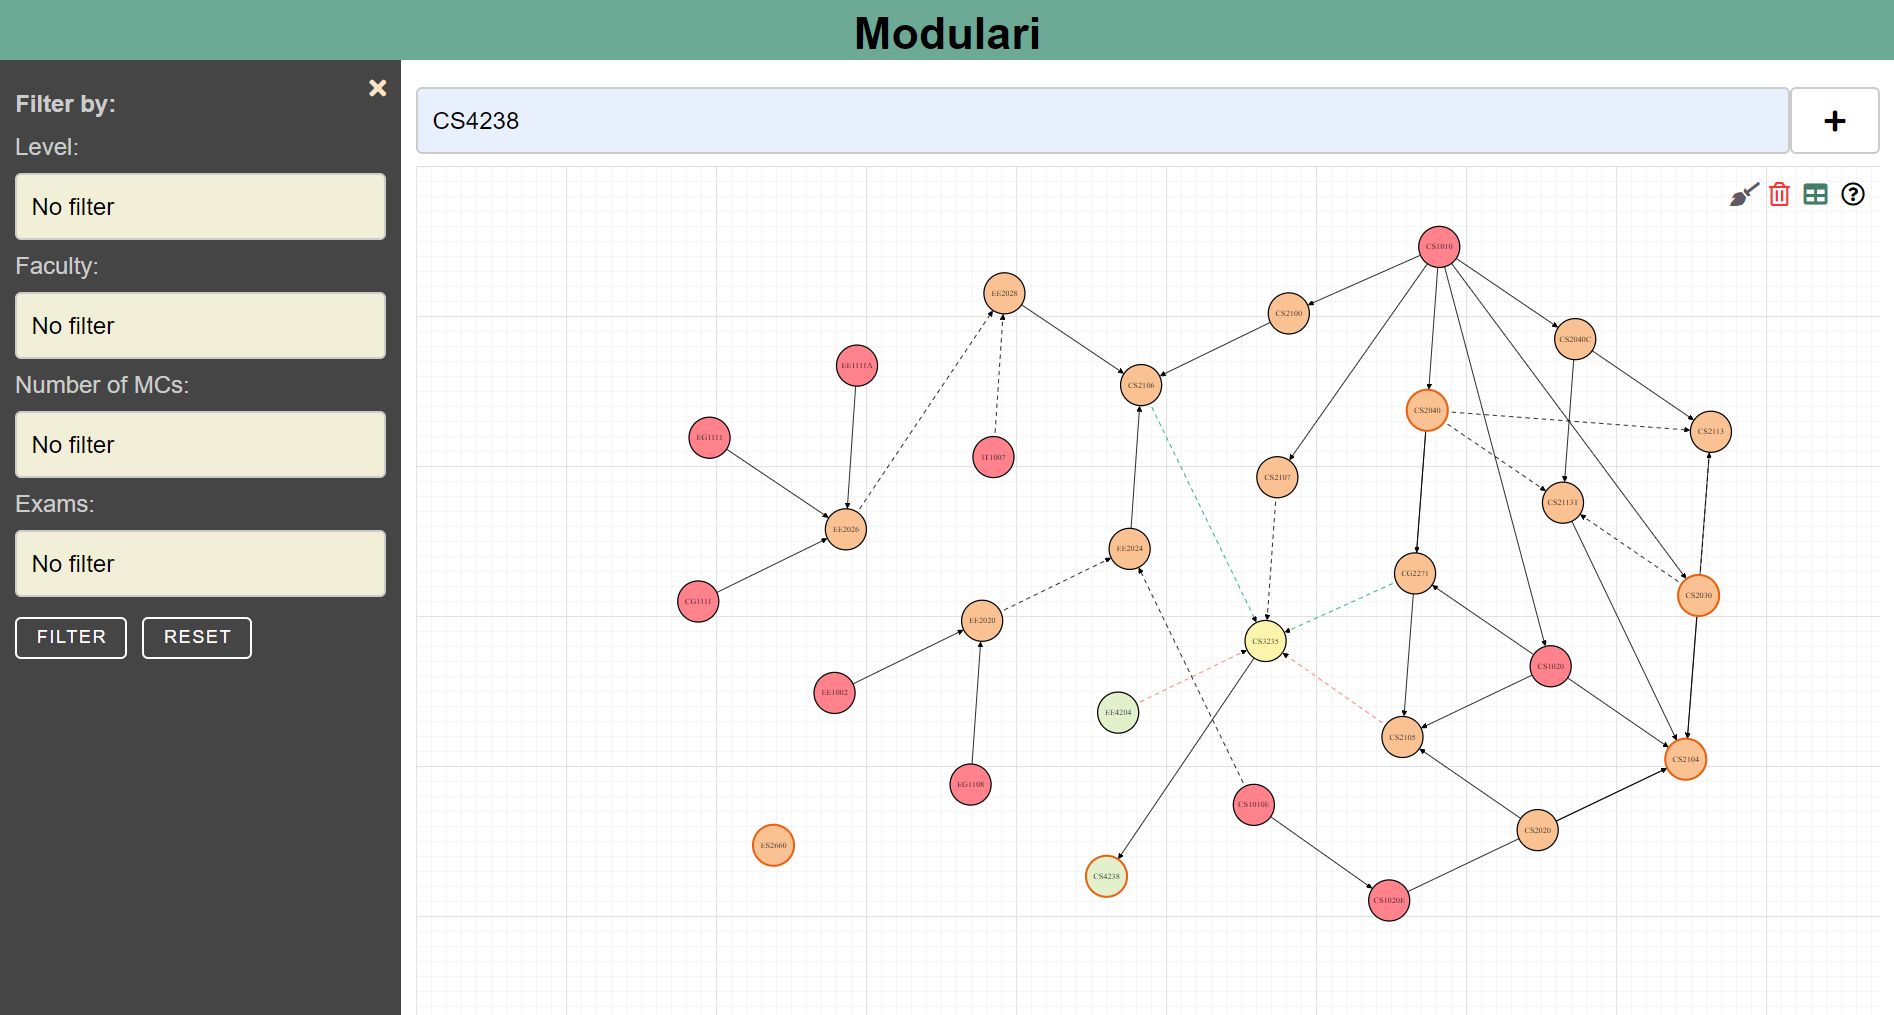 Modulari
Filter by:
Level:
No filter
Faculty:
No filter
Number of MCs:
No filter
Exams:
No filter
FILTER RESET
CS4238
CS1010
EE2028
CS2100
CS2040C
EE1111A
CS2106
CS2040
CS2113
EG1111
IT1007
CS2107
CS2113T
EE2026
EE2024
CG2271
CS2030
CG1111
EE2020
CS3235
CS1020
EE1002
EE4204
CS2105
CS2104
EG1108
CS1010E
CS2020
ES2660
CS4238
CS1020E